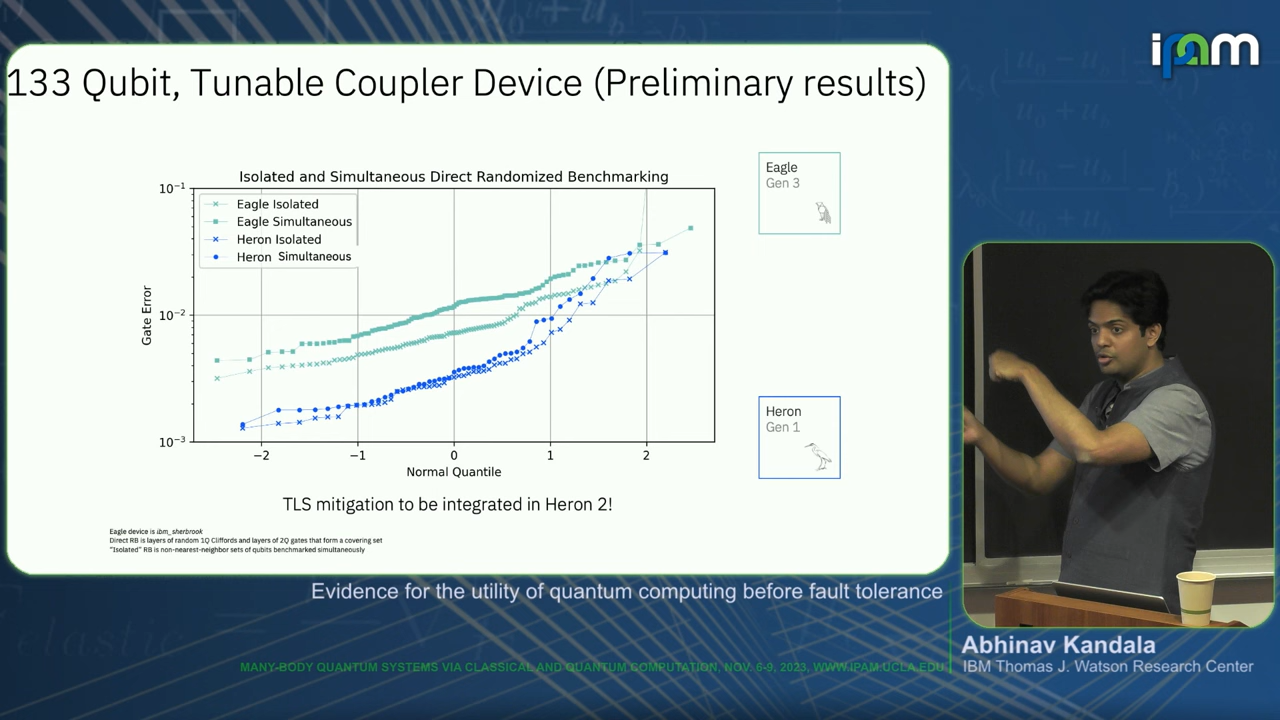 ipam
133 Qubit, Tunable Coupler Device (Preliminary results)
Isolated and Simultaneous Direct Randomized Benchmarking
Eagle Isolated
Eagle Simultaneous
Heron Isolated
Heron Simultaneous
10⁻¹
10⁻²
10⁻³
Gate Error
−2
−1
0
1
2
Normal Quantile
Eagle
Gen 3
Heron
Gen 1
TLS mitigation to be integrated in Heron 2!
Eagle device is ibm_sherbrook
Direct RB is layers of random 1Q Cliffords and layers of 2Q gates that form a covering set
"Isolated" RB is non-nearest-neighbor sets of qubits benchmarked simultaneously
Evidence for the utility of quantum computing before fault tolerance
Abhinav Kandala
IBM Thomas J. Watson Research Center
MANY-BODY QUANTUM SYSTEMS VIA CLASSICAL AND QUANTUM COMPUTATION, NOV. 6-9, 2023, WWW.IPAM.UCLA.EDU
elastic